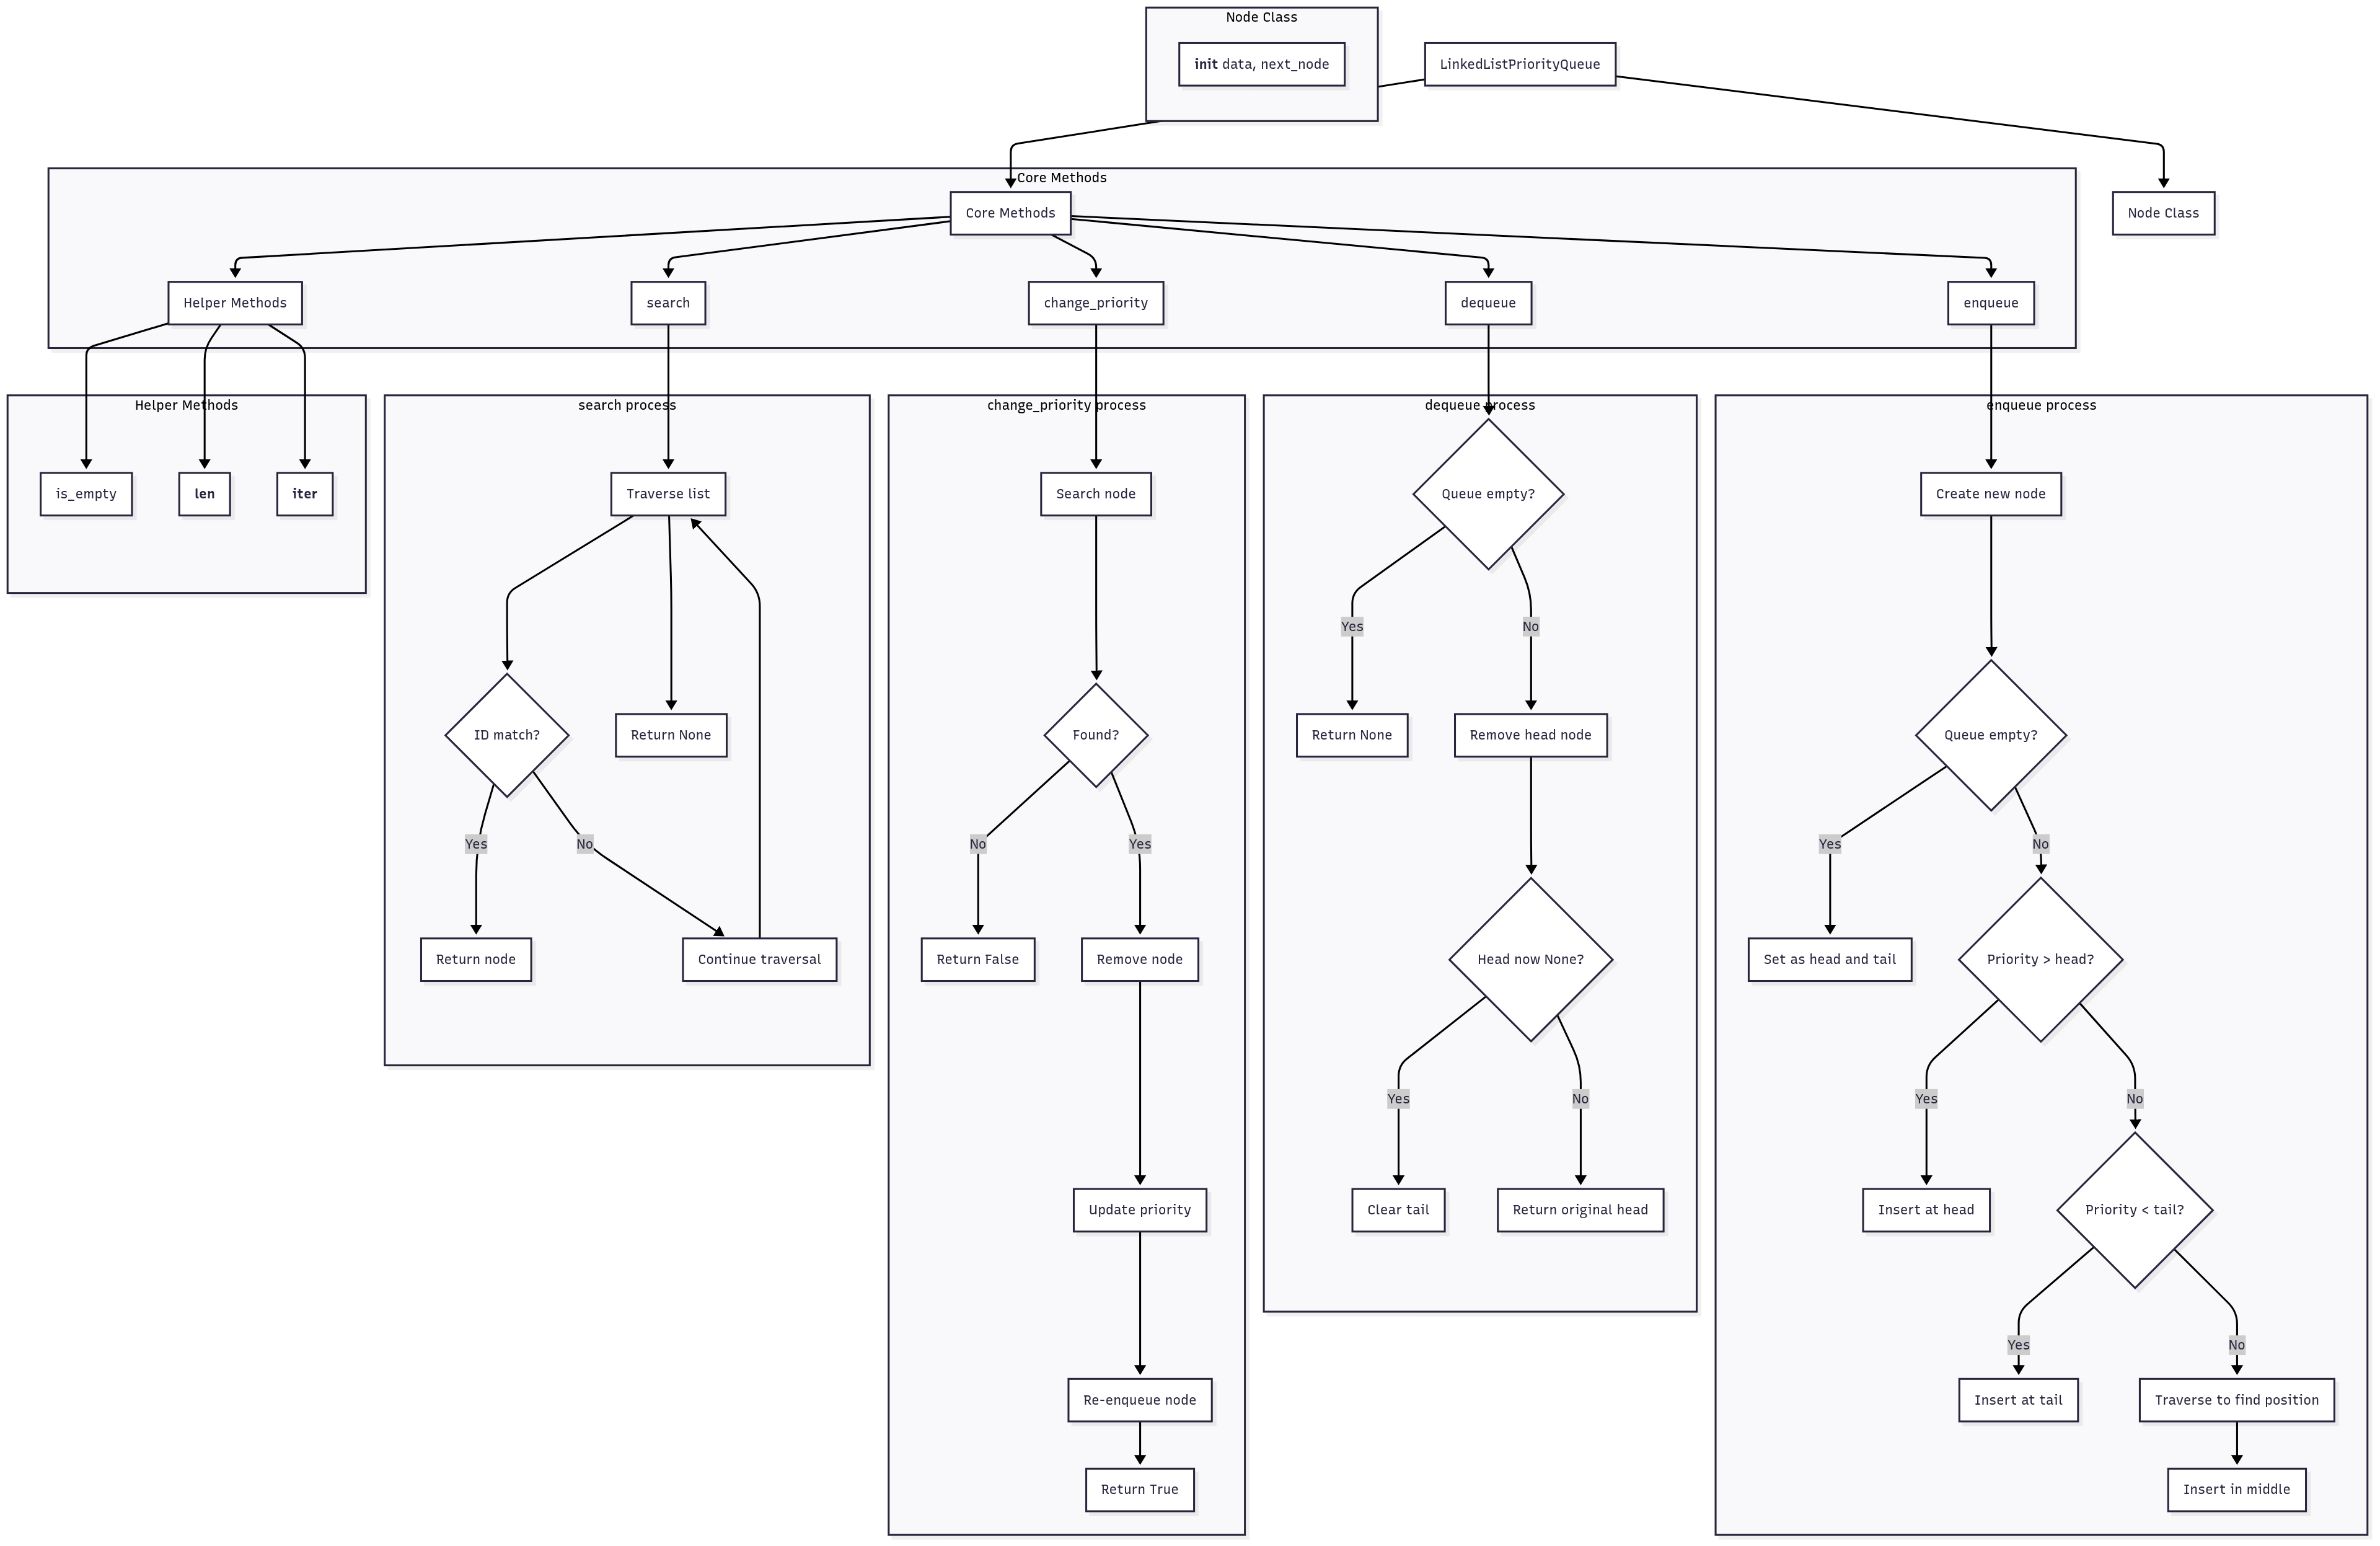 Node Class
init data, next_node
LinkedListPriorityQueue
Core Methods
Core Methods
Node Class
Helper Methods
search
change_priority
dequeue
enqueue
Helper Methods
is_empty
len
iter
search process
Traverse list
ID match?
Return None
Yes
No
Return node
Continue traversal
change_priority process
Search node
Found?
No
Yes
Return False
Remove node
Update priority
Re-enqueue node
Return True
dequeue process
Queue empty?
Yes
No
Return None
Remove head node
Head now None?
Yes
No
Clear tail
Return original head
enqueue process
Create new node
Queue empty?
Yes
No
Set as head and tail
Priority > head?
Yes
No
Insert at head
Priority < tail?
Yes
No
Insert at tail
Traverse to find position
Insert in middle